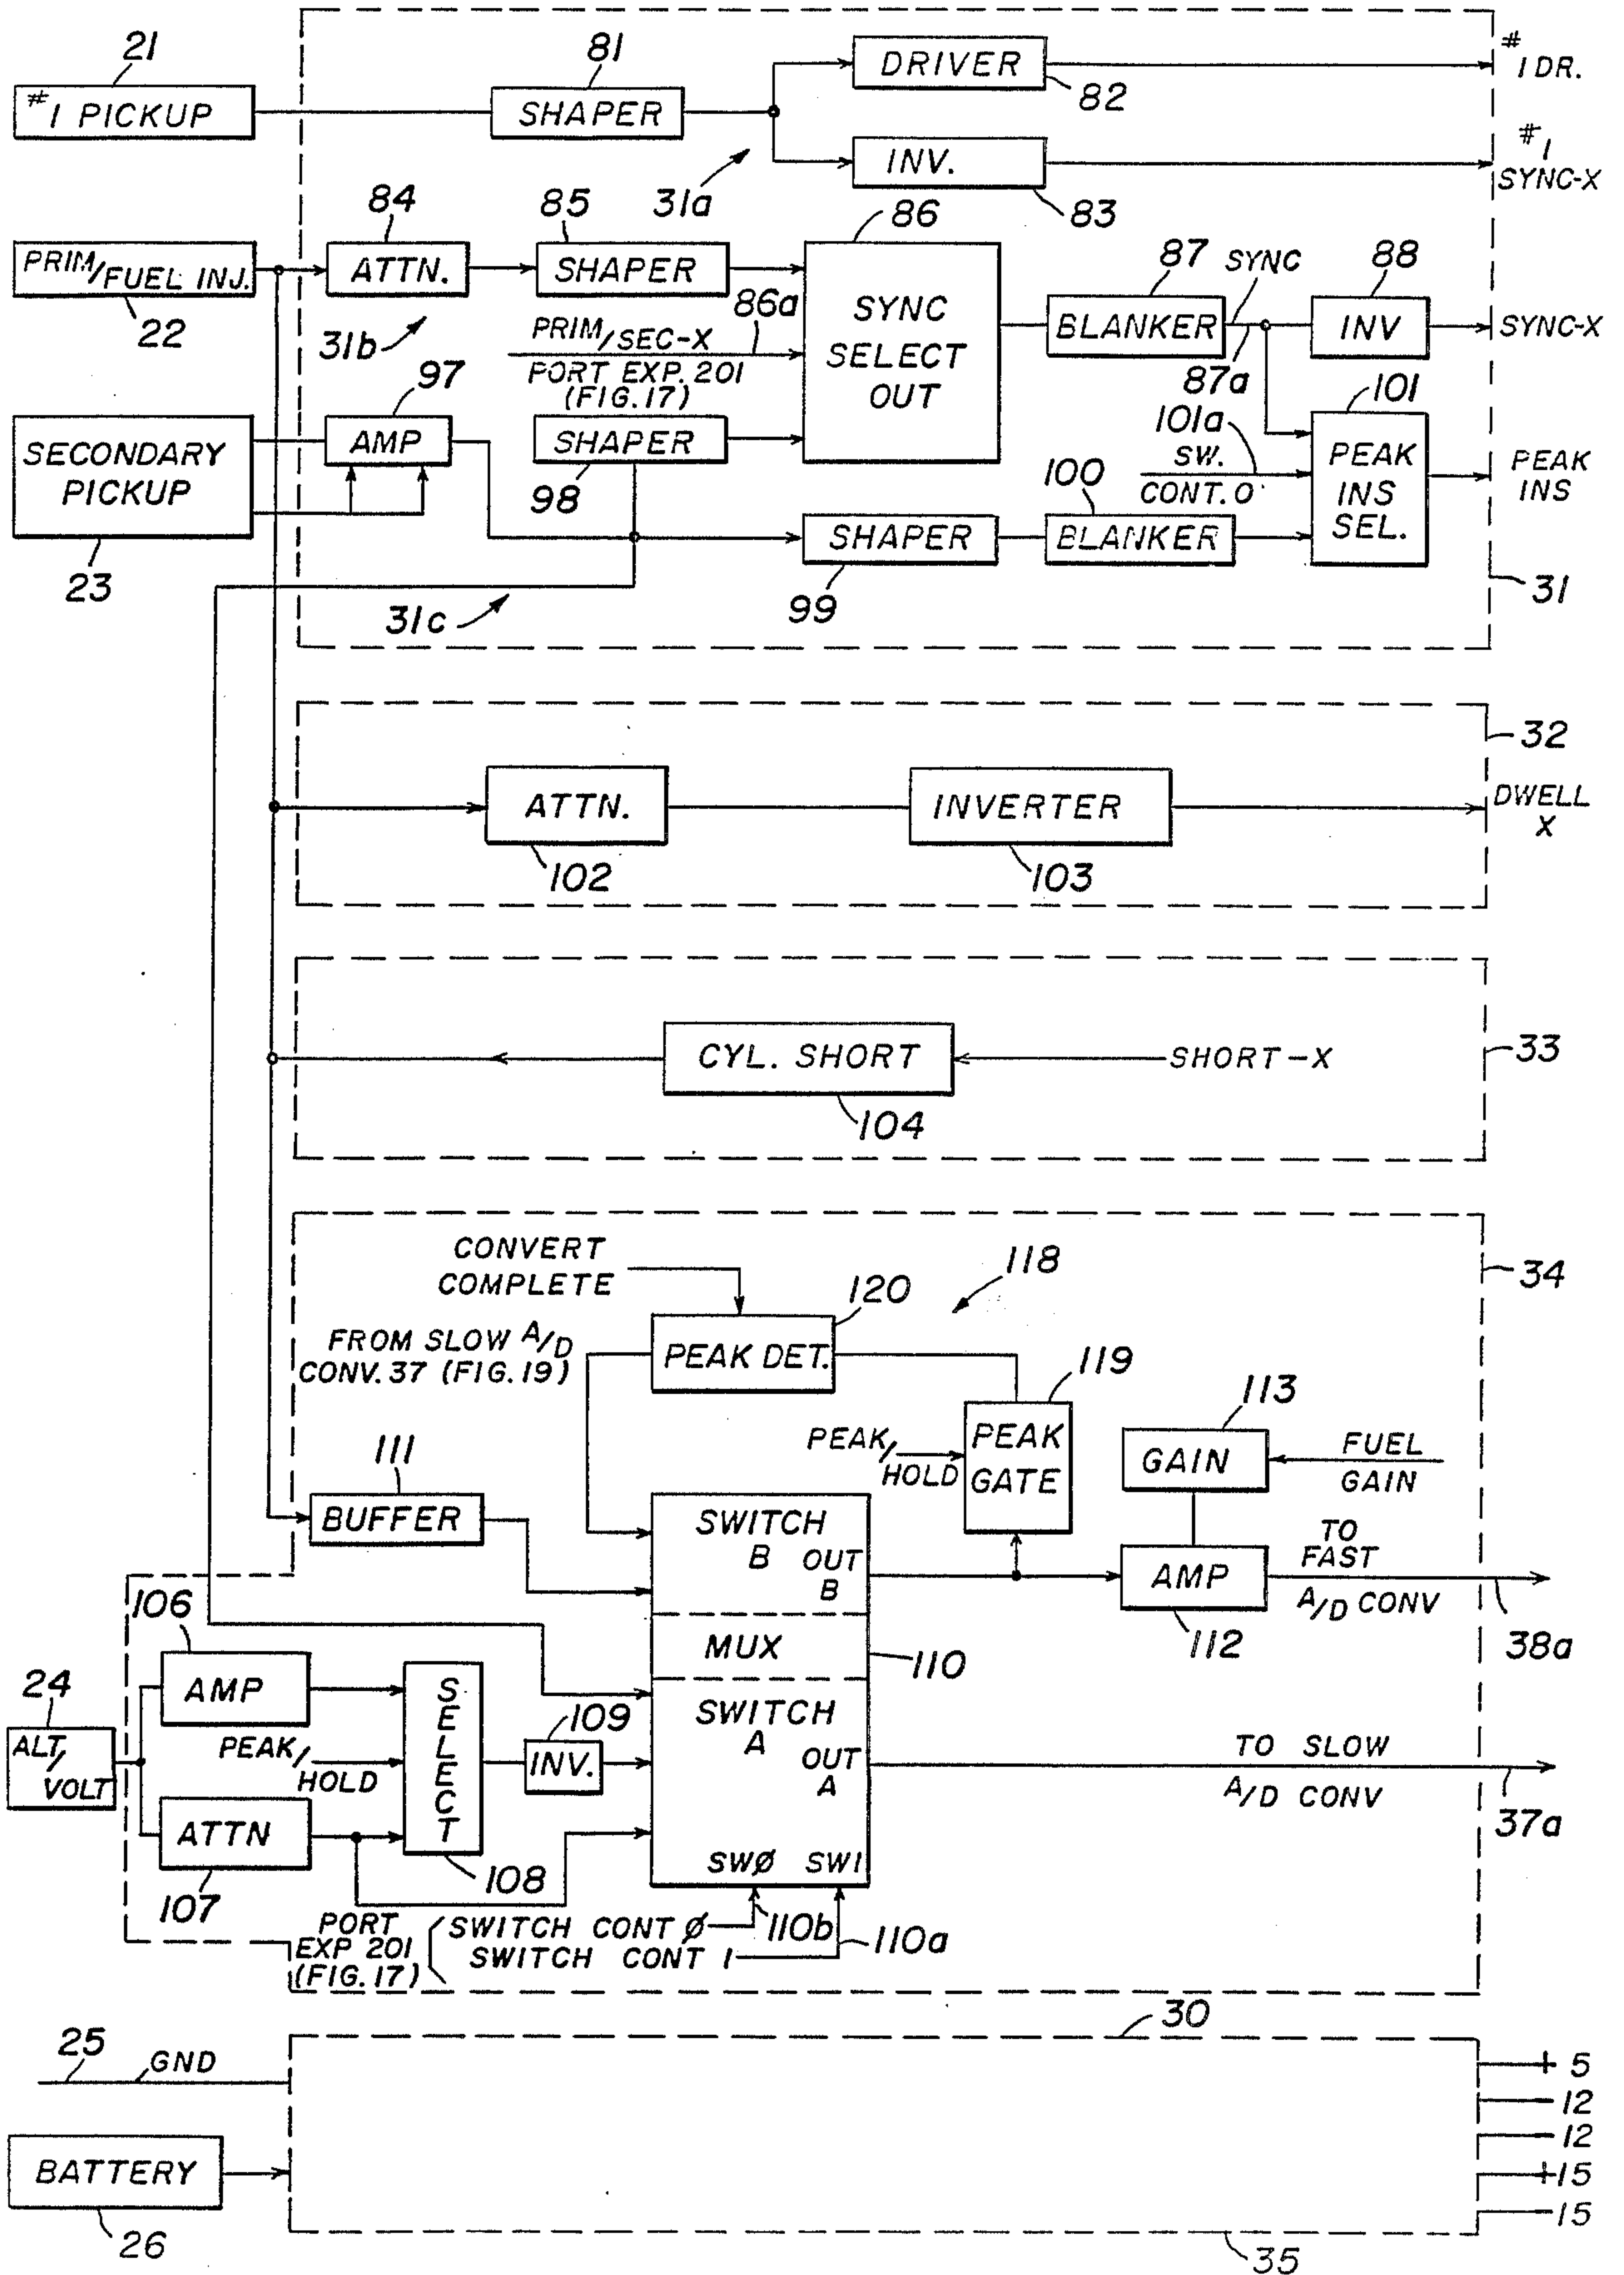 21
#1 PICKUP
81
SHAPER
DRIVER
82
#1 DR.
INV.
83
#1
SYNC-X
31a
PRIM/FUEL INJ.
22
84
ATTN.
85
SHAPER
31b
86a
PRIM/SEC-X
PORT EXP. 201
(FIG. 17)
86
SYNC
SELECT
OUT
87
BLANKER
SYNC
87a
88
INV
SYNC-X
SECONDARY
PICKUP
23
97
AMP
SHAPER
98
SHAPER
99
100
BLANKER
101a
SW.
CONT. 0
101
PEAK
INS
SEL.
PEAK
INS
31
31c
32
ATTN.
102
INVERTER
103
DWELL
X
33
CYL. SHORT
104
SHORT-X
34
CONVERT
COMPLETE
FROM SLOW A/D
CONV. 37 (FIG. 19)
120
PEAK DET.
118
119
PEAK
GATE
PEAK/
HOLD
113
GAIN
FUEL
GAIN
111
BUFFER
SWITCH
B
OUT
B
MUX
110
SWITCH
A
OUT
A
SWØ SW1
AMP
112
TO
FAST
A/D CONV
38a
106
AMP
24
ALT/
VOLT
PEAK/
HOLD
ATTN
107
SELECT
108
109
INV.
TO SLOW
A/D CONV
37a
PORT
EXP 201
(FIG. 17)
SWITCH CONT Ø
SWITCH CONT 1
110b
110a
30
25
GND
BATTERY
26
35
+ 5
- 12
- 12
+ 15
- 15